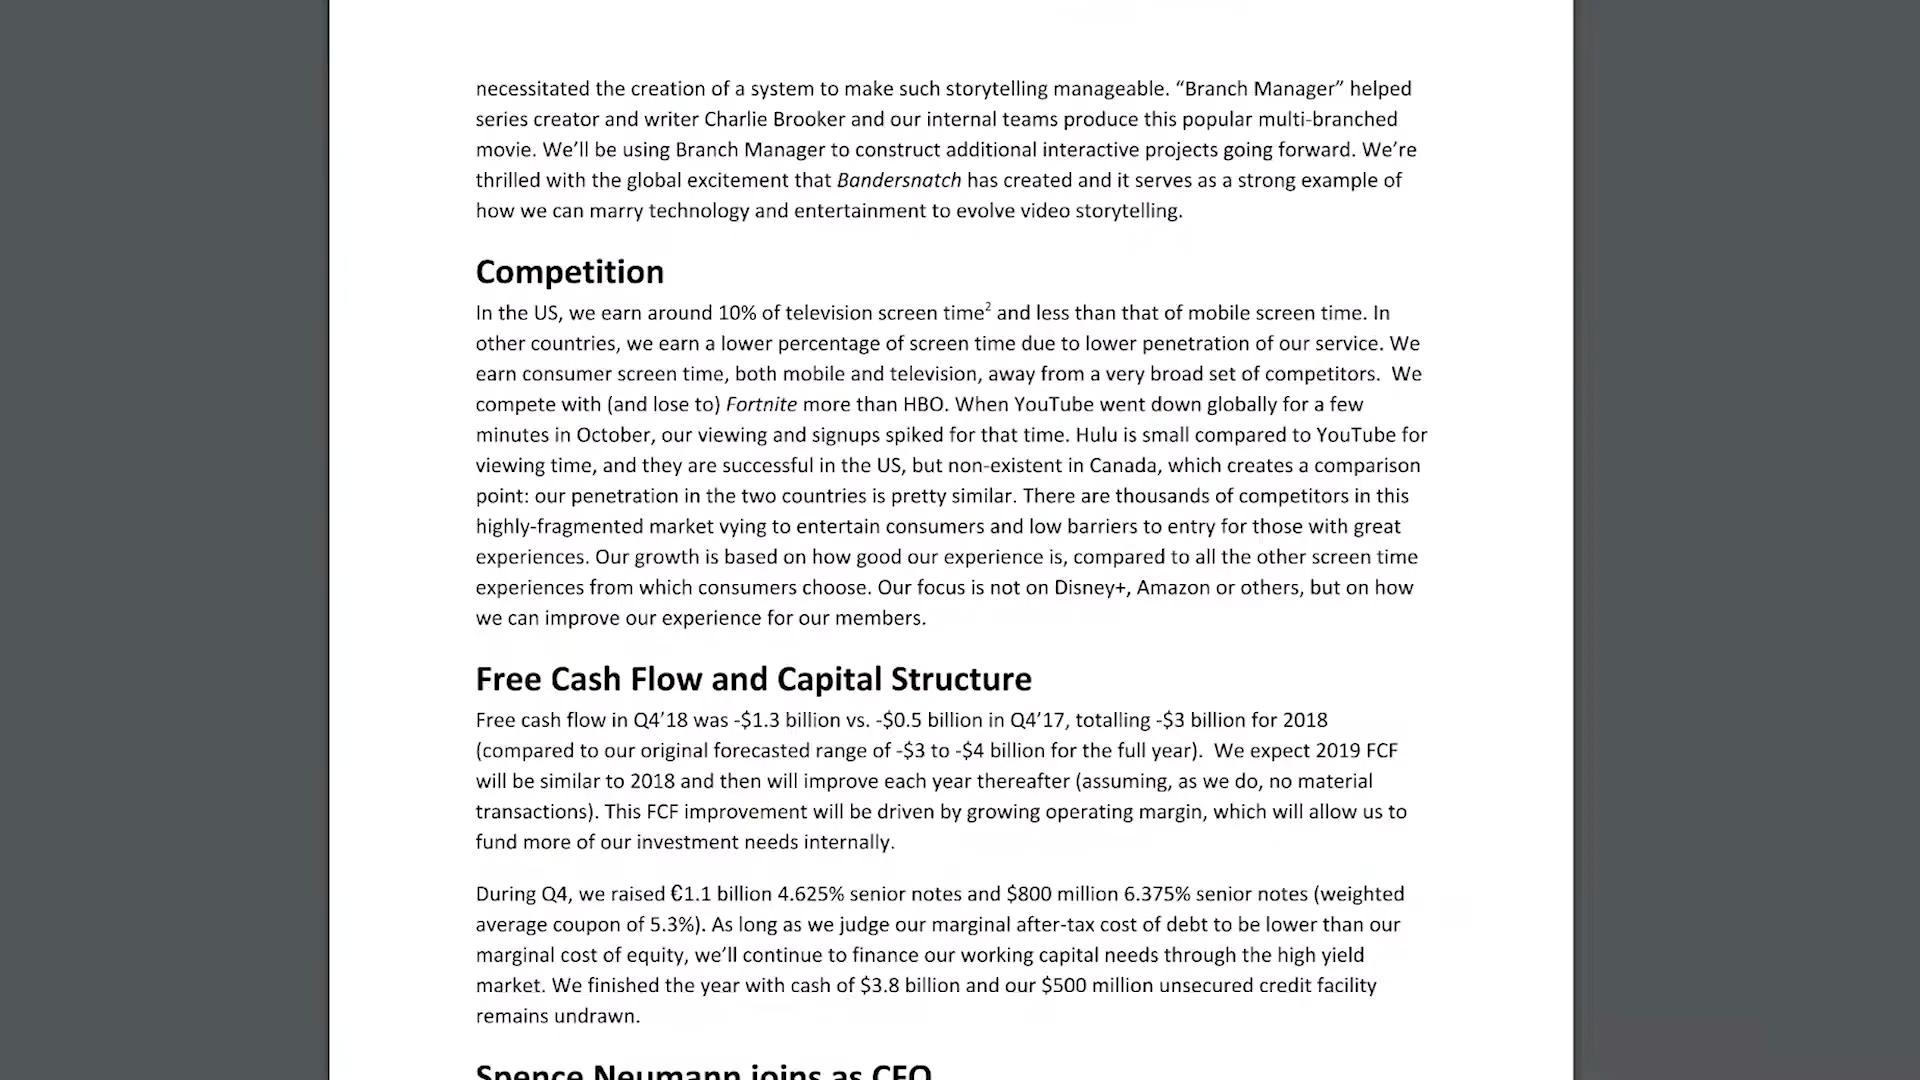 necessitated the creation of a system to make such storytelling manageable. “Branch Manager” helped
series creator and writer Charlie Brooker and our internal teams produce this popular multi-branched
movie. We’ll be using Branch Manager to construct additional interactive projects going forward. We’re
thrilled with the global excitement that Bandersnatch has created and it serves as a strong example of
how we can marry technology and entertainment to evolve video storytelling.
Competition
In the US, we earn around 10% of television screen time² and less than that of mobile screen time. In
other countries, we earn a lower percentage of screen time due to lower penetration of our service. We
earn consumer screen time, both mobile and television, away from a very broad set of competitors.  We
compete with (and lose to) Fortnite more than HBO. When YouTube went down globally for a few
minutes in October, our viewing and signups spiked for that time. Hulu is small compared to YouTube for
viewing time, and they are successful in the US, but non-existent in Canada, which creates a comparison
point: our penetration in the two countries is pretty similar. There are thousands of competitors in this
highly-fragmented market vying to entertain consumers and low barriers to entry for those with great
experiences. Our growth is based on how good our experience is, compared to all the other screen time
experiences from which consumers choose. Our focus is not on Disney+, Amazon or others, but on how
we can improve our experience for our members.
Free Cash Flow and Capital Structure
Free cash flow in Q4’18 was -$1.3 billion vs. -$0.5 billion in Q4’17, totalling -$3 billion for 2018
(compared to our original forecasted range of -$3 to -$4 billion for the full year).  We expect 2019 FCF
will be similar to 2018 and then will improve each year thereafter (assuming, as we do, no material
transactions). This FCF improvement will be driven by growing operating margin, which will allow us to
fund more of our investment needs internally.
During Q4, we raised €1.1 billion 4.625% senior notes and $800 million 6.375% senior notes (weighted
average coupon of 5.3%). As long as we judge our marginal after-tax cost of debt to be lower than our
marginal cost of equity, we’ll continue to finance our working capital needs through the high yield
market. We finished the year with cash of $3.8 billion and our $500 million unsecured credit facility
remains undrawn.
Spence Neumann joins as CFO